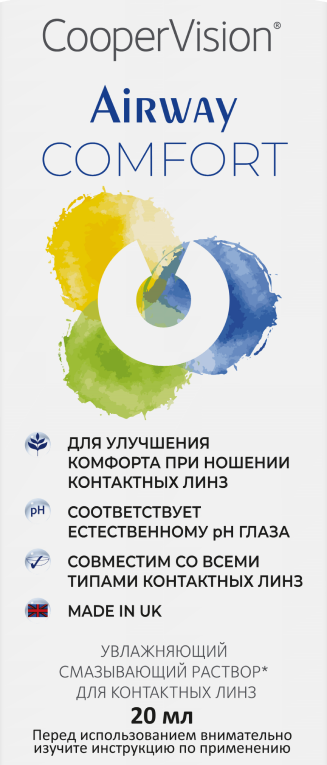 CooperVision®
AIRWAY
COMFORT
ДЛЯ УЛУЧШЕНИЯ
КОМФОРТА ПРИ НОШЕНИИ
КОНТАКТНЫХ ЛИНЗ
pH
СООТВЕТСТВУЕТ
ЕСТЕСТВЕННОМУ pH ГЛАЗА
СОВМЕСТИМ СО ВСЕМИ
ТИПАМИ КОНТАКТНЫХ ЛИНЗ
MADE IN UK
УВЛАЖНЯЮЩИЙ
СМАЗЫВАЮЩИЙ РАСТВОР*
ДЛЯ КОНТАКТНЫХ ЛИНЗ
20 мл
Перед использованием внимательно
изучите инструкцию по применению